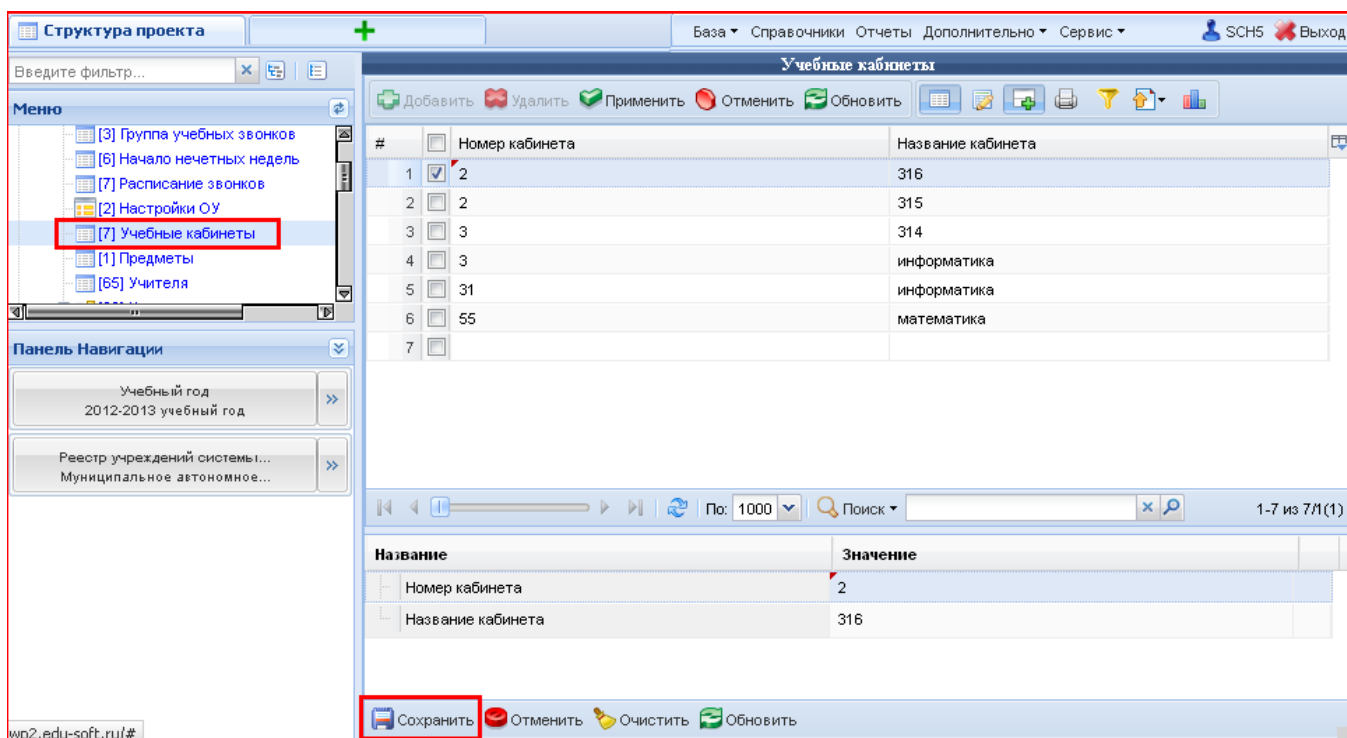 Структура проекта
База Справочники Отчеты Дополнительно Сервис SCH5 Выход
Введите фильтр...
Учебные кабинеты
Добавить Удалить Применить Отменить Обновить
Меню
[3] Группа учебных звонков
[6] Начало нечетных недель
[7] Расписание звонков
[2] Настройки ОУ
[7] Учебные кабинеты
[1] Предметы
[65] Учителя
# Номер кабинета Название кабинета
1 2 316
2 2 315
3 3 314
4 3 информатика
5 31 информатика
6 55 математика
7
Панель Навигации
Учебный год
2012-2013 учебный год
Реестр учреждений системы...
Муниципальное автономное...
По: 1000 Поиск 1-7 из 7/1(1)
Название Значение
Номер кабинета 2
Название кабинета 316
Сохранить Отменить Очистить Обновить
wp2.edu-soft.ru/#